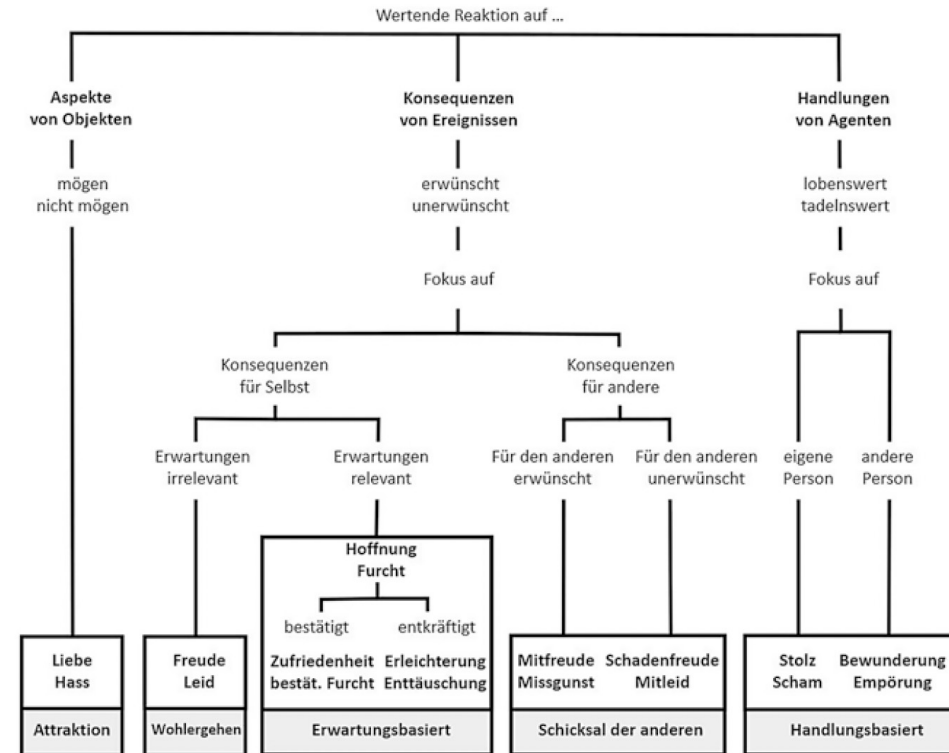 Wertende Reaktion auf ...
Aspekte
von Objekten
Konsequenzen
von Ereignissen
Handlungen
von Agenten
mögen
nicht mögen
erwünscht
unerwünscht
lobenswert
tadelnswert
Fokus auf
Fokus auf
Konsequenzen
für Selbst
Konsequenzen
für andere
Erwartungen
irrelevant
Erwartungen
relevant
Für den anderen
erwünscht
Für den anderen
unerwünscht
eigene
Person
andere
Person
Hoffnung
Furcht
bestätigt
entkräftigt
Liebe
Hass
Freude
Leid
Zufriedenheit
bestät. Furcht
Erleichterung
Enttäuschung
Mitfreude
Missgunst
Schadenfreude
Mitleid
Stolz
Scham
Bewunderung
Empörung
Attraktion
Wohlergehen
Erwartungsbasiert
Schicksal der anderen
Handlungsbasiert